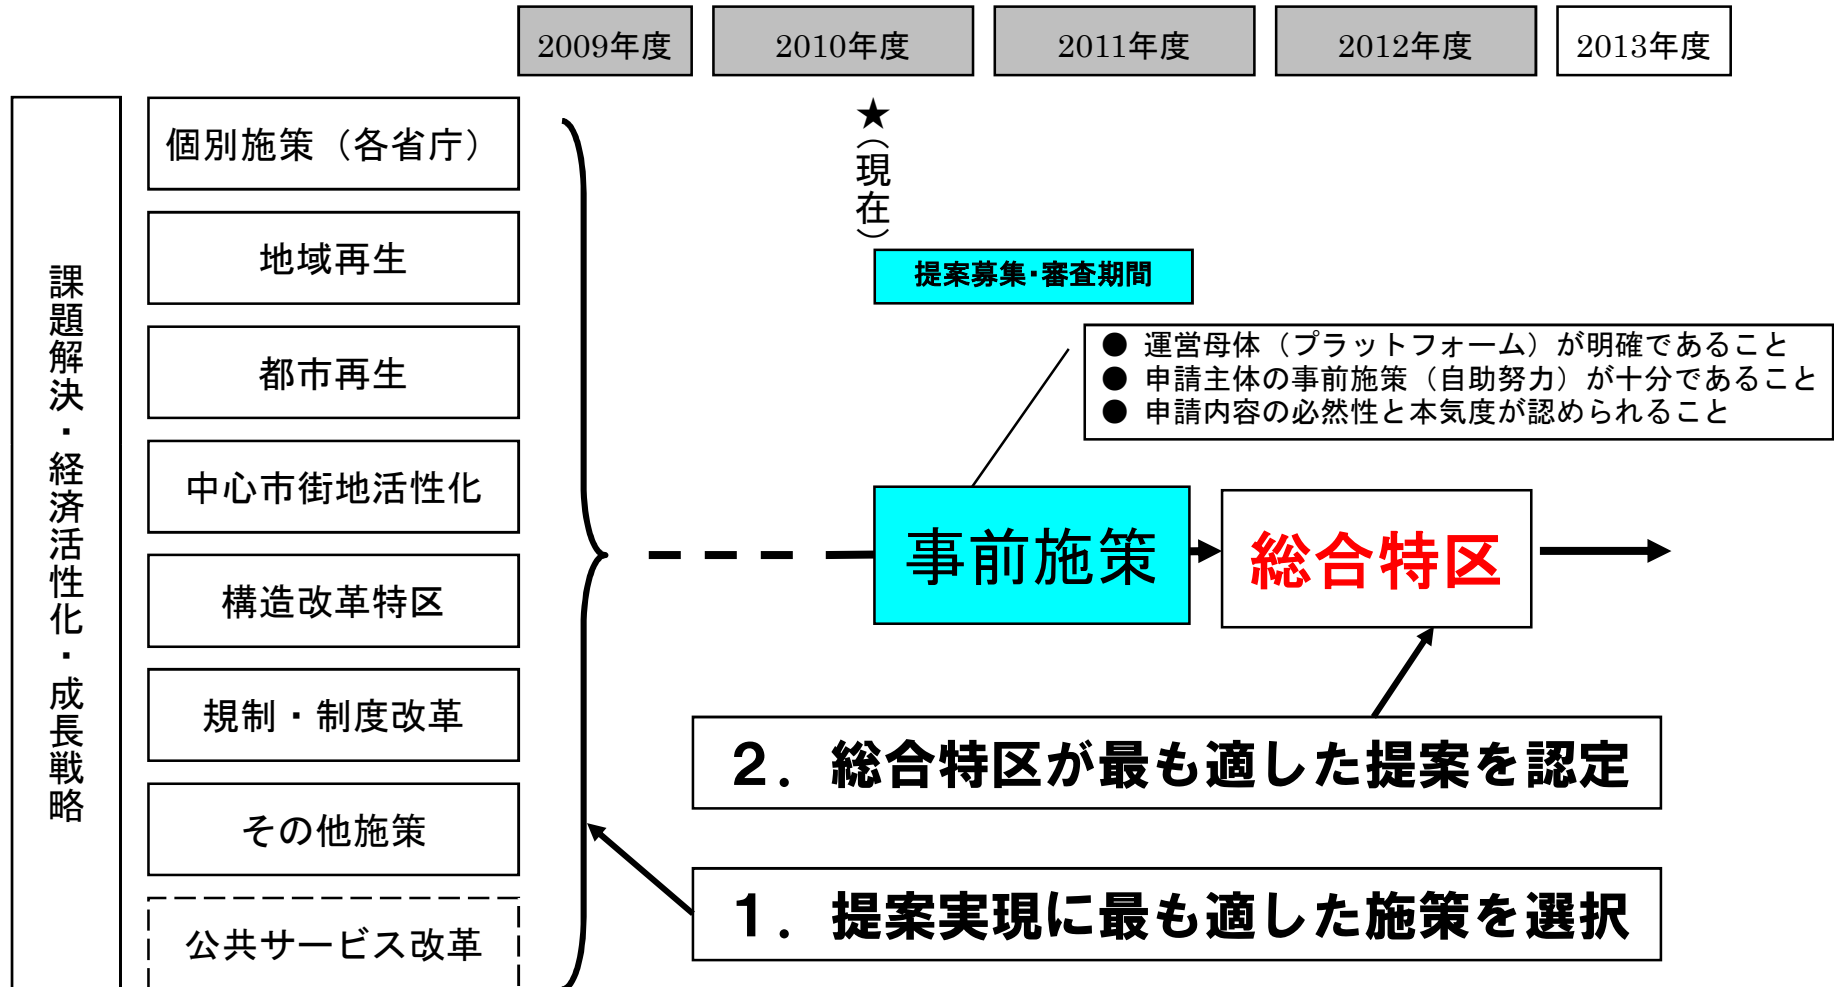 2009年度
2010年度
2011年度
2012年度
2013年度
課題解決・経済活性化・成長戦略
個別施策（各省庁）
地域再生
都市再生
中心市街地活性化
構造改革特区
規制・制度改革
その他施策
公共サービス改革
★（現在）
提案募集・審査期間
● 運営母体（プラットフォーム）が明確であること
● 申請主体の事前施策（自助努力）が十分であること
● 申請内容の必然性と本気度が認められること
事前施策
総合特区
２．総合特区が最も適した提案を認定
１．提案実現に最も適した施策を選択